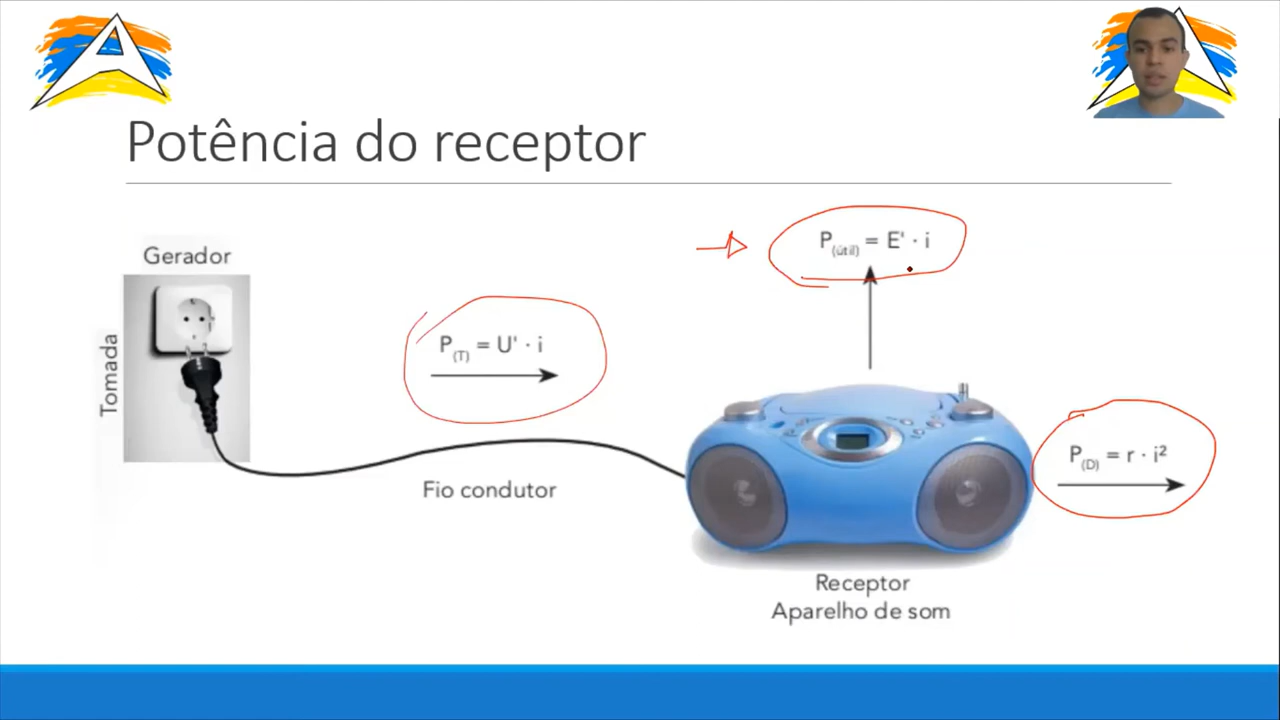 Potência do receptor
Gerador
Tomada
P(T) = U' · i
Fio condutor
P(útil) = E' · i
P(D) = r · i²
Receptor
Aparelho de som